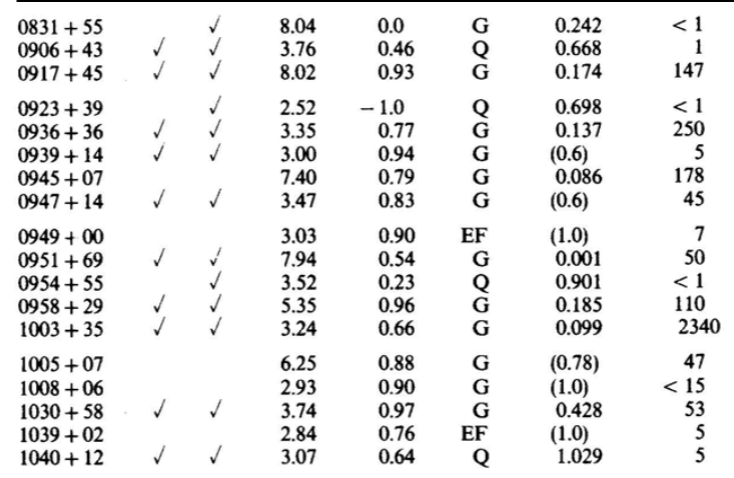 0831 + 55 ✓ 8.04 0.0 G 0.242 < 1
0906 + 43 ✓ ✓ 3.76 0.46 Q 0.668 1
0917 + 45 ✓ ✓ 8.02 0.93 G 0.174 147
0923 + 39 ✓ 2.52 − 1.0 Q 0.698 < 1
0936 + 36 ✓ ✓ 3.35 0.77 G 0.137 250
0939 + 14 ✓ ✓ 3.00 0.94 G (0.6) 5
0945 + 07 7.40 0.79 G 0.086 178
0947 + 14 ✓ ✓ 3.47 0.83 G (0.6) 45
0949 + 00 3.03 0.90 EF (1.0) 7
0951 + 69 ✓ ✓ 7.94 0.54 G 0.001 50
0954 + 55 ✓ 3.52 0.23 Q 0.901 < 1
0958 + 29 ✓ ✓ 5.35 0.96 G 0.185 110
1003 + 35 ✓ ✓ 3.24 0.66 G 0.099 2340
1005 + 07 6.25 0.88 G (0.78) 47
1008 + 06 2.93 0.90 G (1.0) < 15
1030 + 58 ✓ ✓ 3.74 0.97 G 0.428 53
1039 + 02 2.84 0.76 EF (1.0) 5
1040 + 12 ✓ ✓ 3.07 0.64 Q 1.029 5